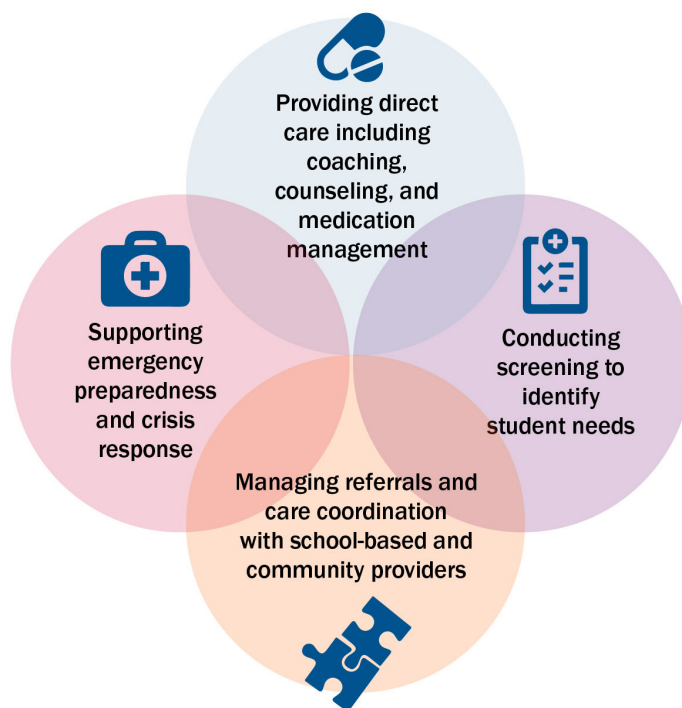 Providing direct
care including
coaching,
counseling, and
medication
management
Supporting
emergency
preparedness
and crisis
response
Conducting
screening to
identify
student needs
Managing referrals and
care coordination
with school-based and
community providers